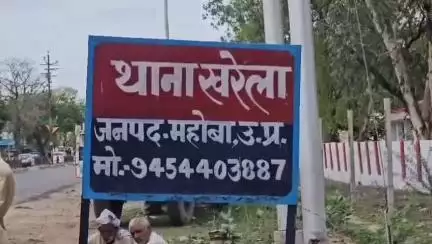 थाना खरेला
जनपद-महोबा,उ.प्र.
मो.-9454403887